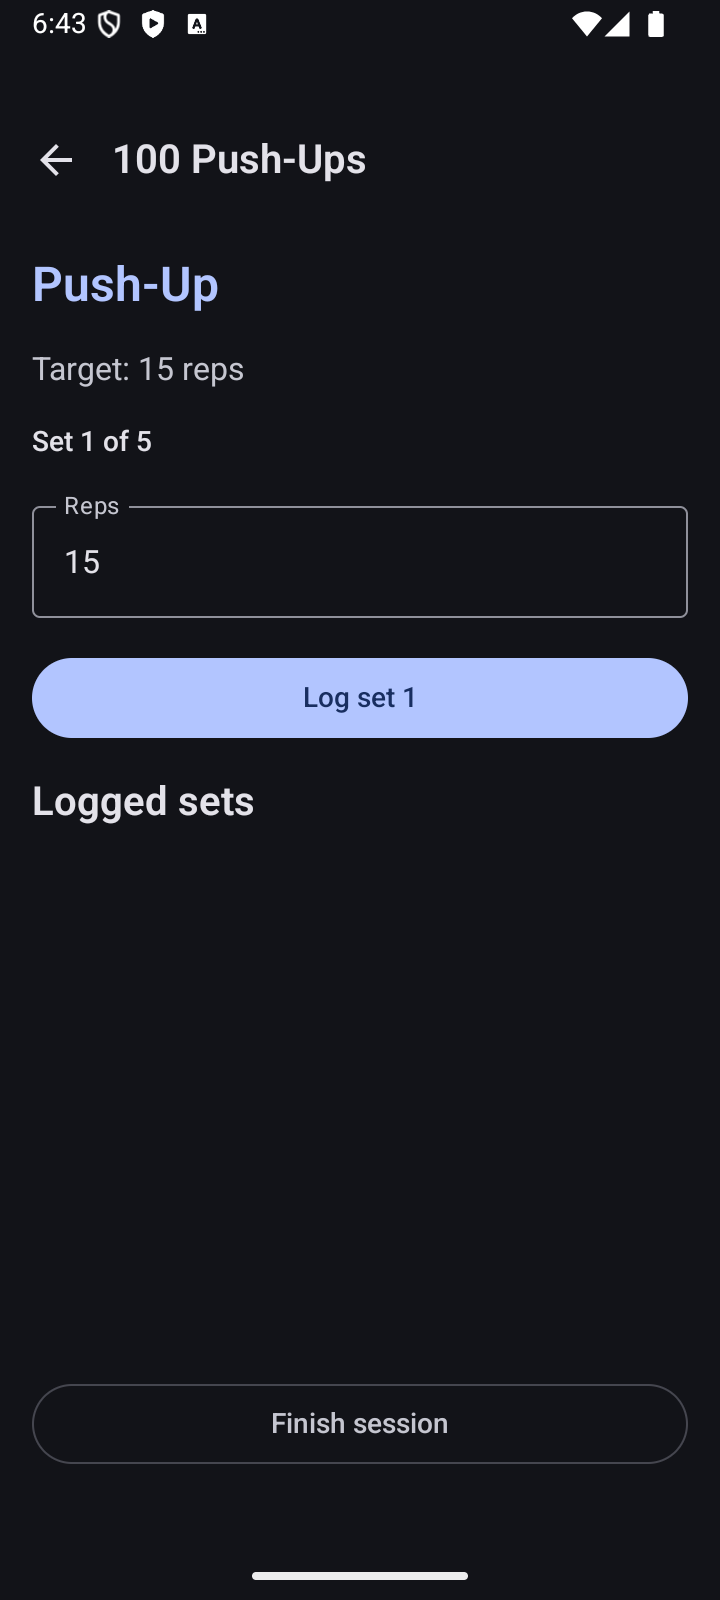 6:43
100 Push-Ups
Push-Up
Target: 15 reps
Set 1 of 5
Reps
15
Log set 1
Logged sets
Finish session